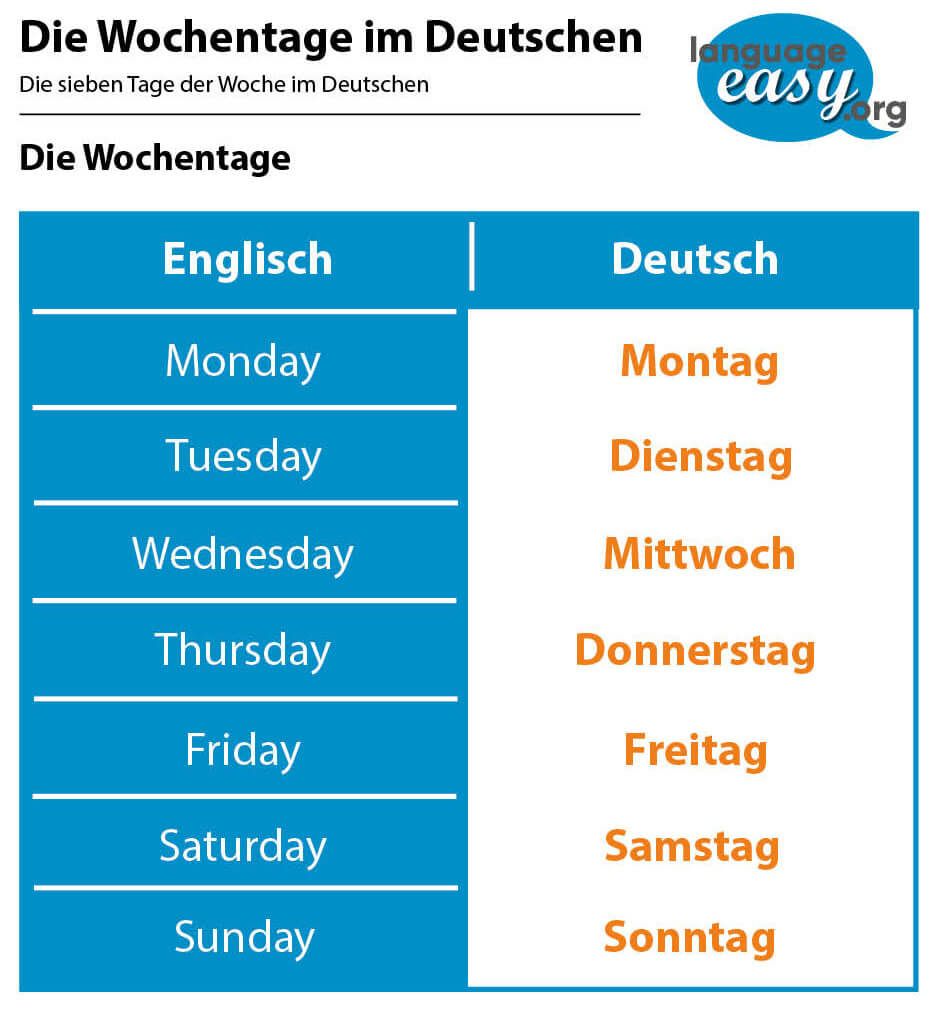 Die Wochentage im Deutschen
Die sieben Tage der Woche im Deutschen
language
easy
.org
Die Wochentage
Englisch Deutsch
Monday Montag
Tuesday Dienstag
Wednesday Mittwoch
Thursday Donnerstag
Friday Freitag
Saturday Samstag
Sunday Sonntag